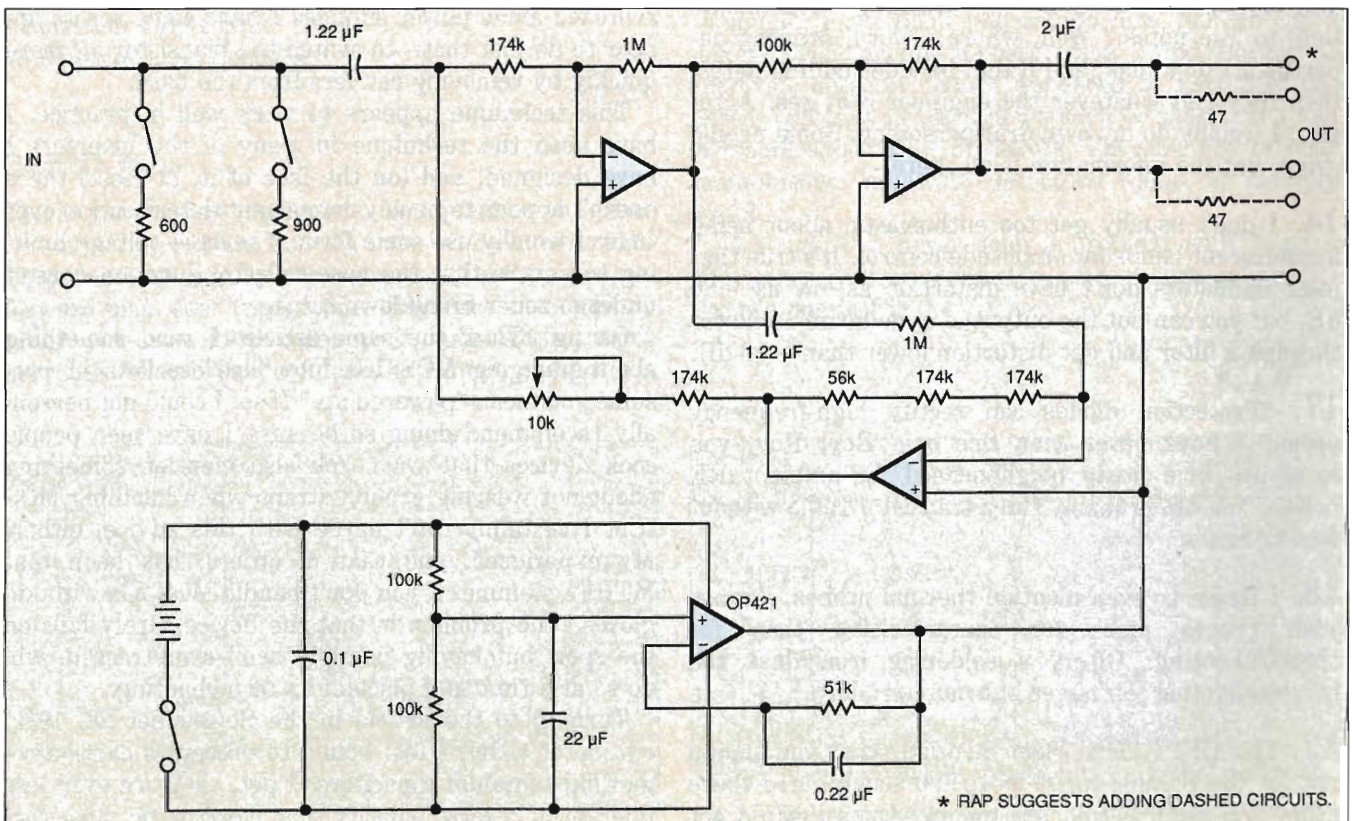 1.22 µF
174k
1M
100k
174k
2 µF
*
47
IN
OUT
600
900
47
1.22 µF
1M
10k
174k
56k
174k
174k
100k
OP421
0.1 µF
100k
22 µF
51k
0.22 µF
* RAP SUGGESTS ADDING DASHED CIRCUITS.